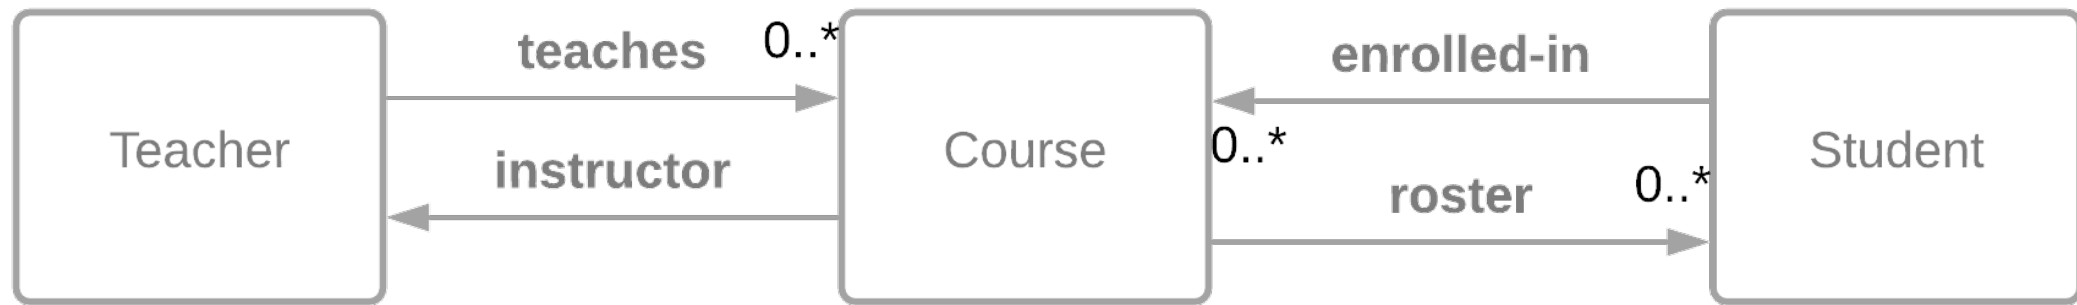 teaches
0..*
enrolled-in
Teacher
Course
0..*
Student
instructor
roster
0..*